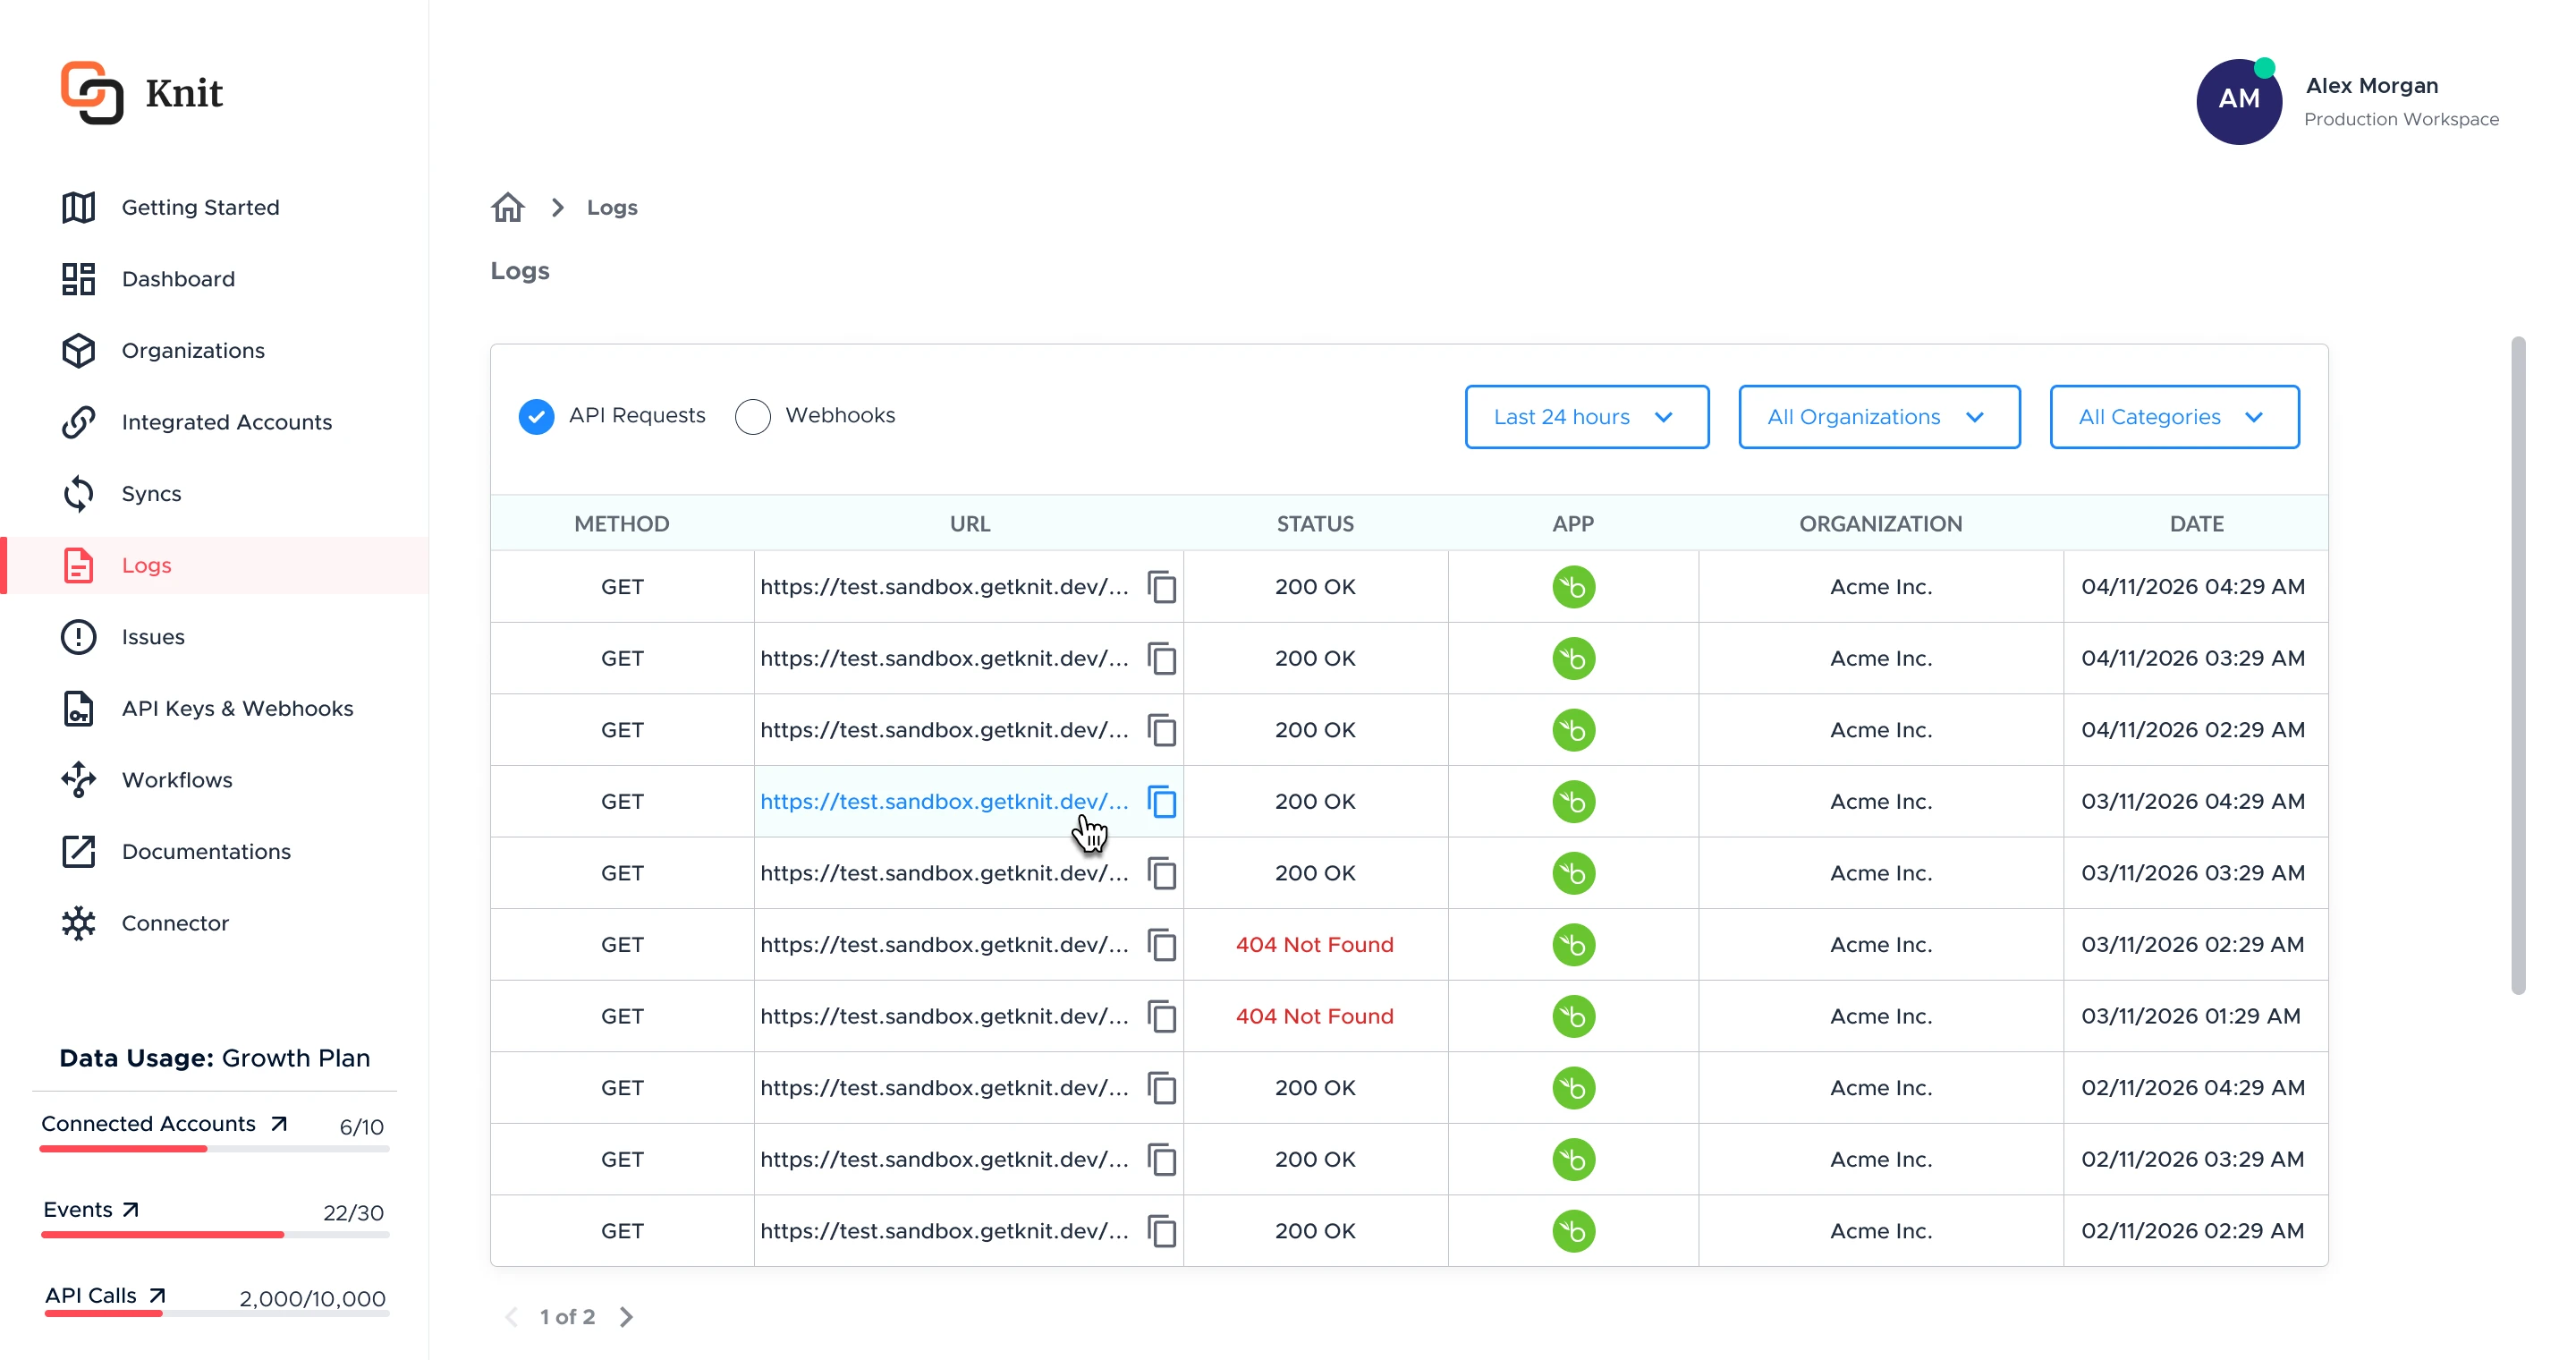 Knit
AM
Alex Morgan
Production Workspace
Getting Started
Dashboard
Organizations
Integrated Accounts
Syncs
Logs
Issues
API Keys & Webhooks
Workflows
Documentations
Connector
Data Usage: Growth Plan
Connected Accounts 6/10
Events 22/30
API Calls 2,000/10,000
Logs
Logs
API Requests Webhooks Last 24 hours All Organizations All Categories
METHOD URL STATUS APP ORGANIZATION DATE
GET https://test.sandbox.getknit.dev/... 200 OK b Acme Inc. 04/11/2026 04:29 AM
GET https://test.sandbox.getknit.dev/... 200 OK b Acme Inc. 04/11/2026 03:29 AM
GET https://test.sandbox.getknit.dev/... 200 OK b Acme Inc. 04/11/2026 02:29 AM
GET https://test.sandbox.getknit.dev/... 200 OK b Acme Inc. 03/11/2026 04:29 AM
GET https://test.sandbox.getknit.dev/... 200 OK b Acme Inc. 03/11/2026 03:29 AM
GET https://test.sandbox.getknit.dev/... 404 Not Found b Acme Inc. 03/11/2026 02:29 AM
GET https://test.sandbox.getknit.dev/... 404 Not Found b Acme Inc. 03/11/2026 01:29 AM
GET https://test.sandbox.getknit.dev/... 200 OK b Acme Inc. 02/11/2026 04:29 AM
GET https://test.sandbox.getknit.dev/... 200 OK b Acme Inc. 02/11/2026 03:29 AM
GET https://test.sandbox.getknit.dev/... 200 OK b Acme Inc. 02/11/2026 02:29 AM
1 of 2